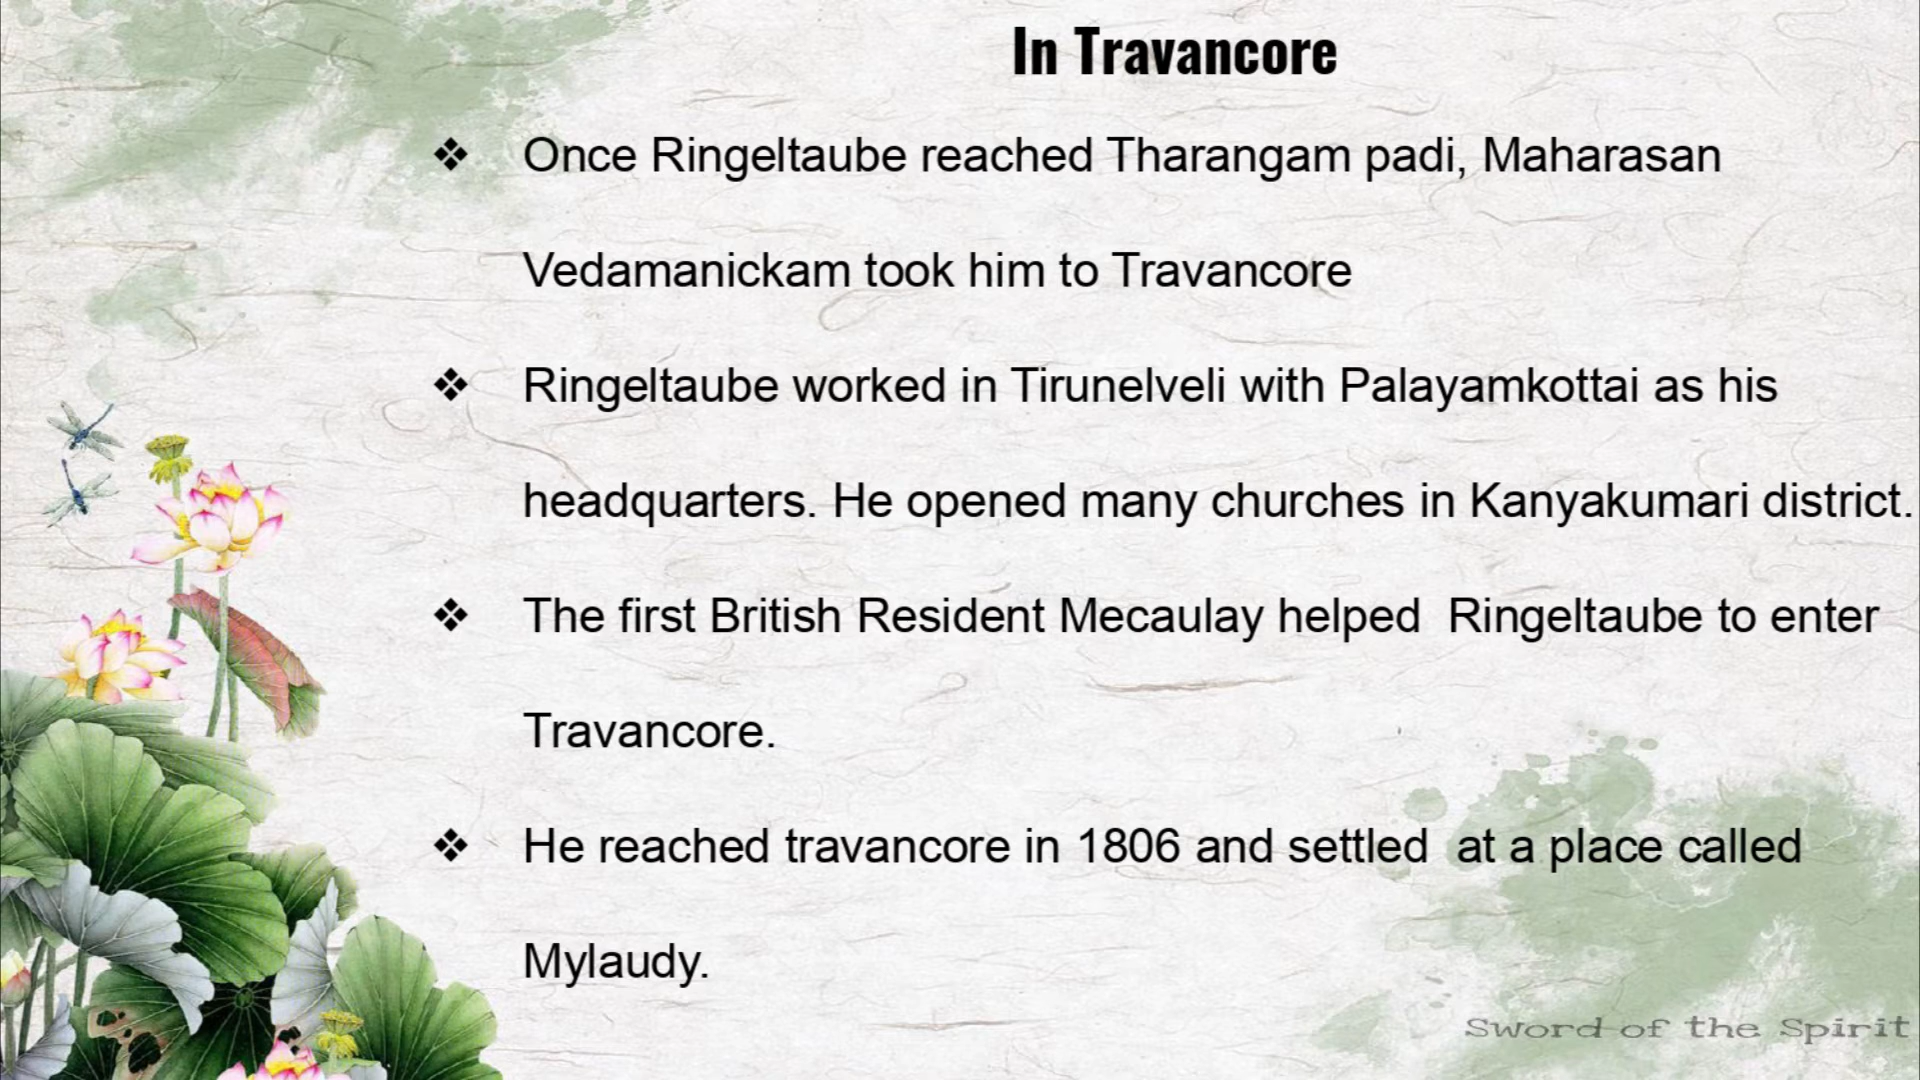 In Travancore
❖ Once Ringeltaube reached Tharangam padi, Maharasan
Vedamanickam took him to Travancore
❖ Ringeltaube worked in Tirunelveli with Palayamkottai as his
headquarters. He opened many churches in Kanyakumari district.
❖ The first British Resident Mecaulay helped  Ringeltaube to enter
Travancore.
❖ He reached travancore in 1806 and settled  at a place called
Mylaudy.
Sword of the Spirit